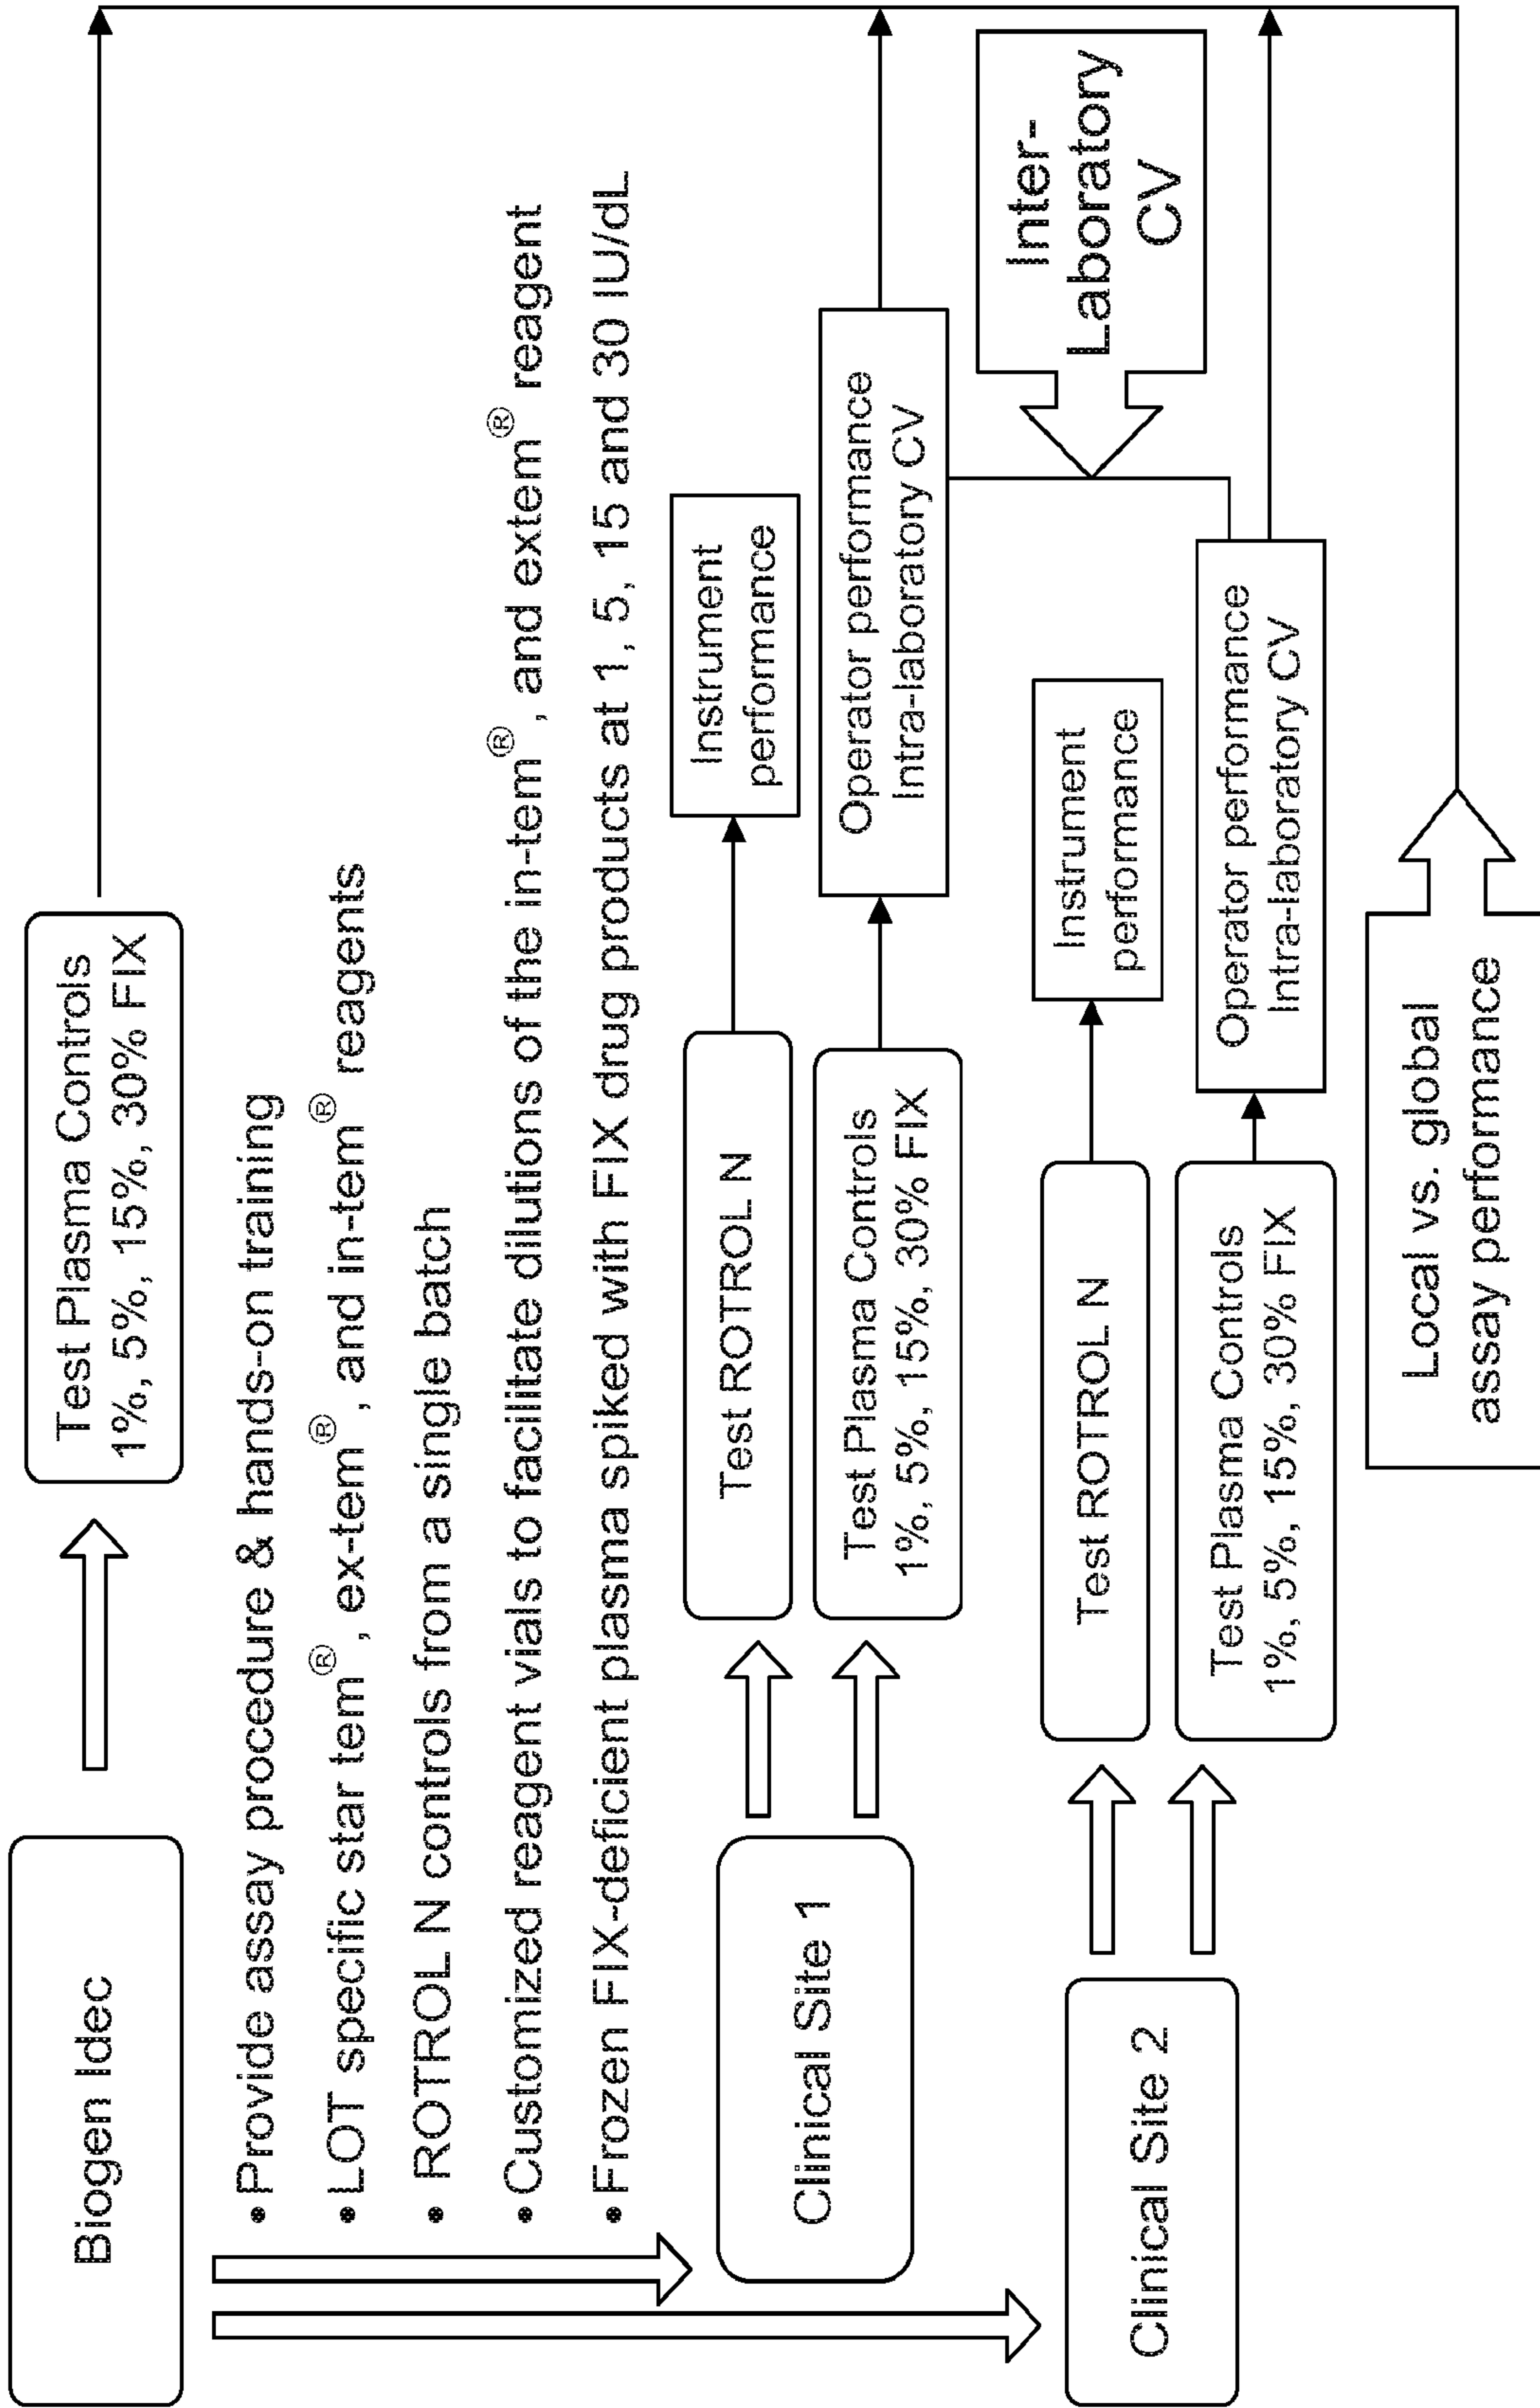 Biogen Idec
Test Plasma Controls
1%, 5%, 15%, 30% FIX
• Provide assay procedure & hands-on training
• LOT specific star tem®, ex-tem®, and in-tem® reagents
• ROTROL N controls from a single batch
• Customized reagent vials to facilitate dilutions of the in-tem®, and extem® reagent
• Frozen FIX-deficient plasma spiked with FIX drug products at 1, 5, 15 and 30 IU/dL
Clinical Site 1
Test ROTROL N
Instrument
performance
Test Plasma Controls
1%, 5%, 15%, 30% FIX
Operator performance
Intra-laboratory CV
Inter-
Laboratory
CV
Clinical Site 2
Test ROTROL N
Instrument
performance
Test Plasma Controls
1%, 5%, 15%, 30% FIX
Operator performance
Intra-laboratory CV
Local vs. global
assay performance